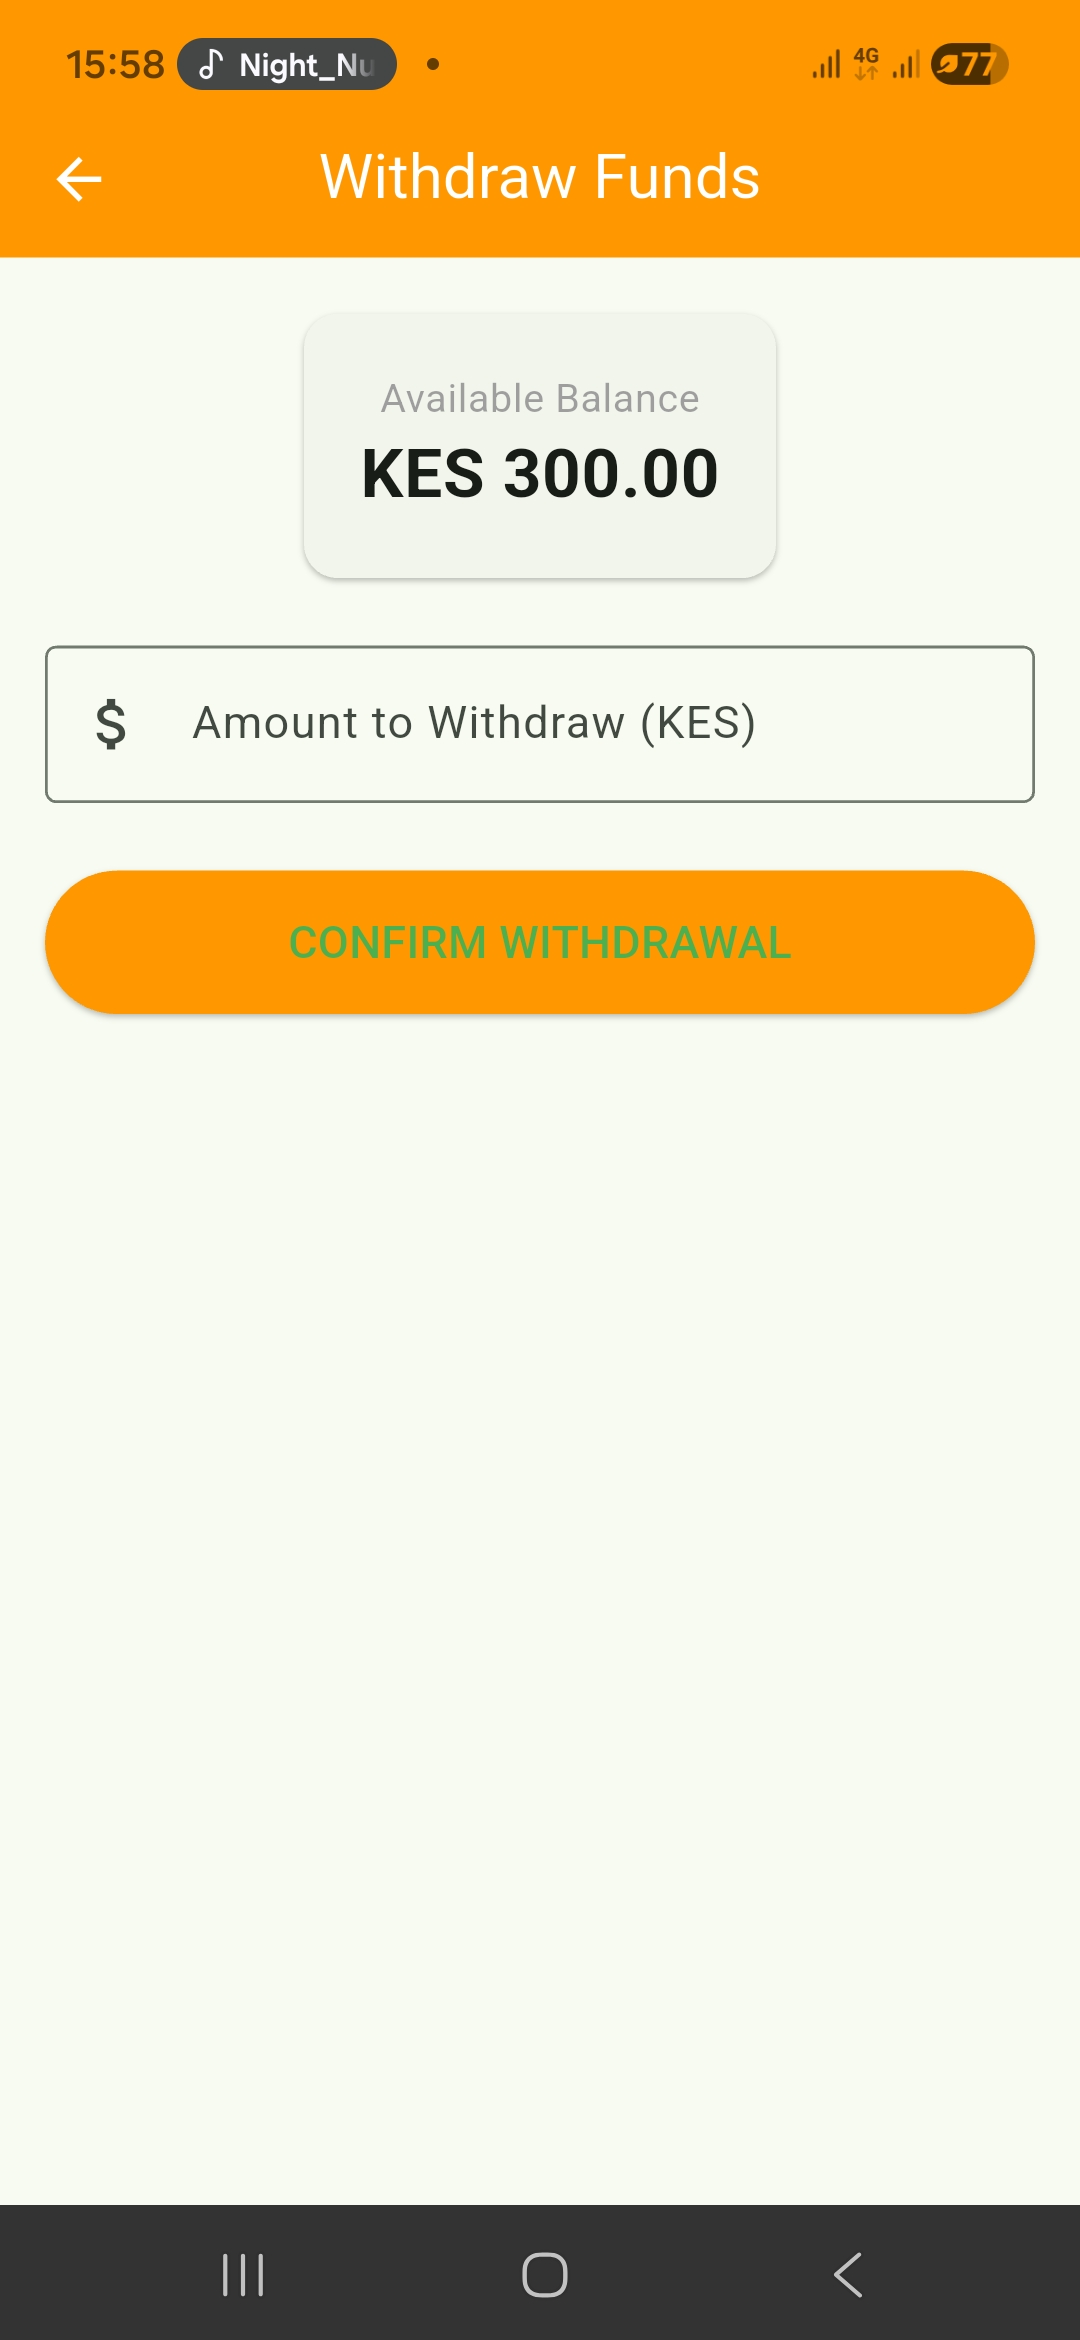 15:58 Night_Nu 4G 77
Withdraw Funds
Available Balance
KES 300.00
$ Amount to Withdraw (KES)
CONFIRM WITHDRAWAL